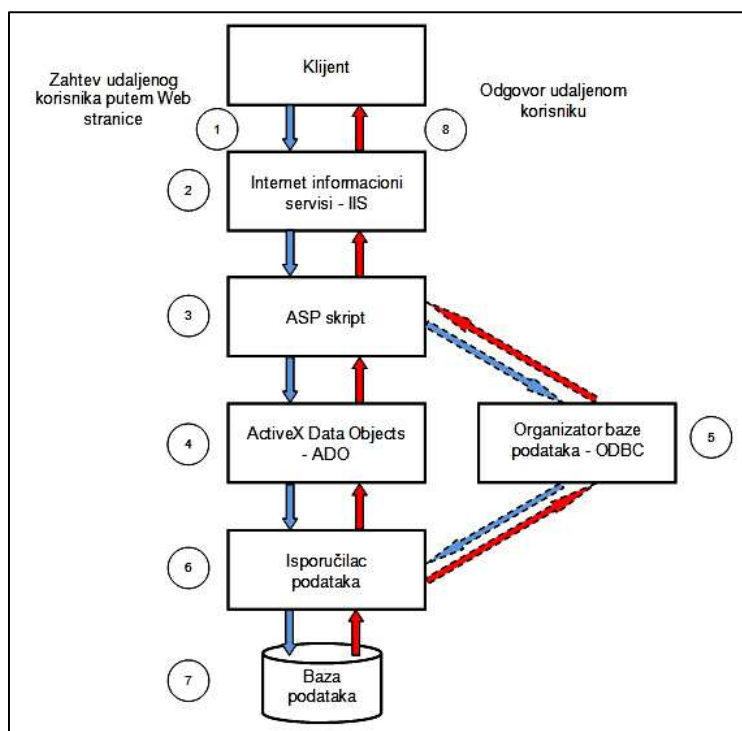 Klijent
Zahtev udaljenog
korisnika putem Web
stranice
Odgovor udaljenom
korisniku
1
8
2
Internet informacioni
servisi - IIS
3
ASP skript
4
ActiveX Data Objects
- ADO
Organizator baze
podataka - ODBC
5
6
Isporučilac
podataka
7
Baza
podataka